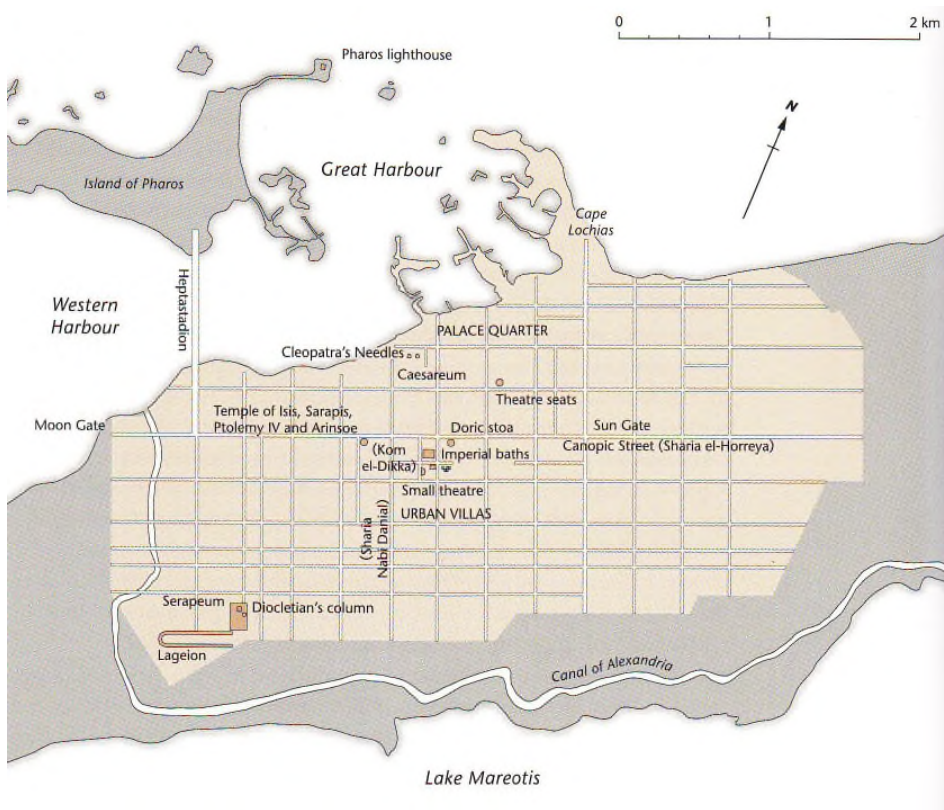 0 1 2 km
Pharos lighthouse
N
Great Harbour
Island of Pharos
Cape
Lochias
Heptastadion
Western
Harbour
PALACE QUARTER
Cleopatra's Needles
Caesareum
Theatre seats
Moon Gate
Temple of Isis, Sarapis,
Ptolemy IV and Arinsoe
Doric stoa
Sun Gate
Canopic Street (Sharia el-Horreya)
(Kom
el-Dikka)
Imperial baths
Small theatre
URBAN VILLAS
(Sharia
Nabi Danial)
Serapeum
Diocletian's column
Lageion
Canal of Alexandria
Lake Mareotis